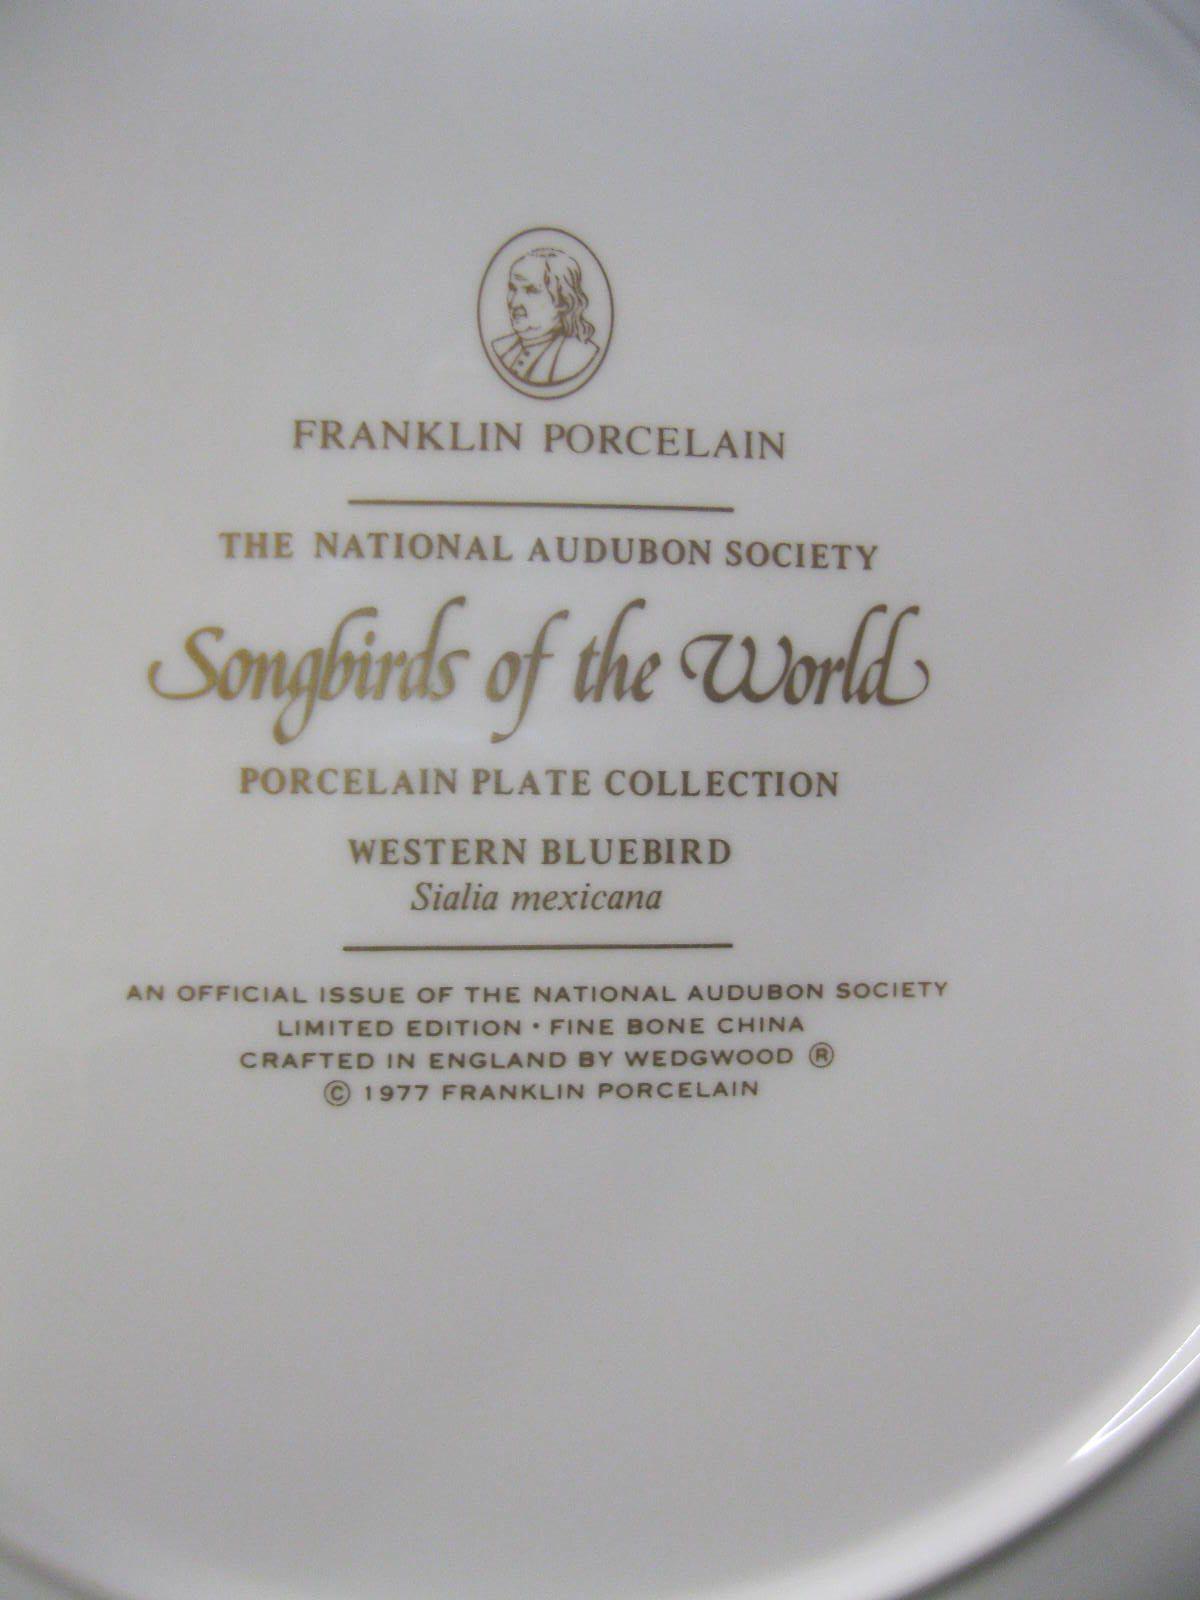 FRANKLIN PORCELAIN
THE NATIONAL AUDUBON SOCIETY
Songbirds of the World
PORCELAIN PLATE COLLECTION
WESTERN BLUEBIRD
Sialia mexicana
AN OFFICIAL ISSUE OF THE NATIONAL AUDUBON SOCIETY
LIMITED EDITION · FINE BONE CHINA
CRAFTED IN ENGLAND BY WEDGWOOD ®
© 1977 FRANKLIN PORCELAIN